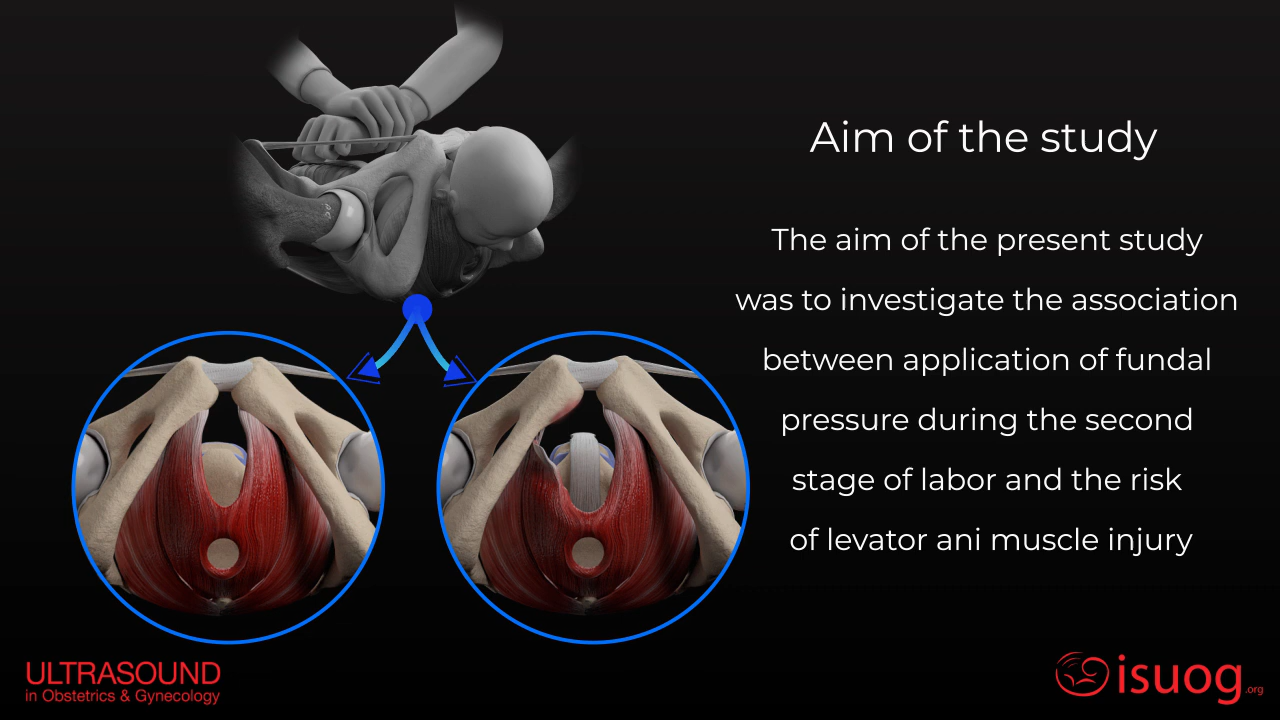 Aim of the study
The aim of the present study
was to investigate the association
between application of fundal
pressure during the second
stage of labor and the risk
of levator ani muscle injury
ULTRASOUND
in Obstetrics & Gynecology
isuog.org